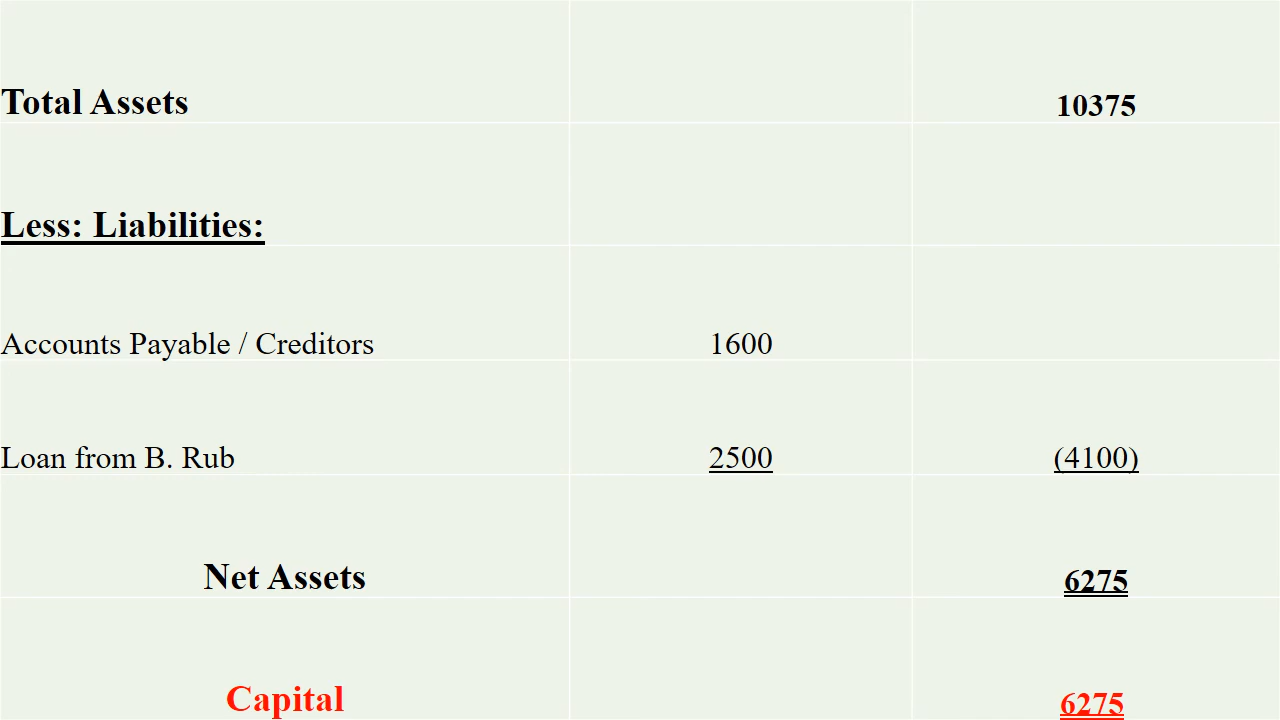 Total Assets 10375
Less: Liabilities:
Accounts Payable / Creditors 1600
Loan from B. Rub 2500 (4100)
Net Assets 6275
Capital 6275